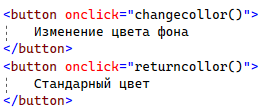 <button onclick="changecollor()">
Изменение цвета фона
</button>
<button onclick="returncollor()">
Стандарный цвет
</button>